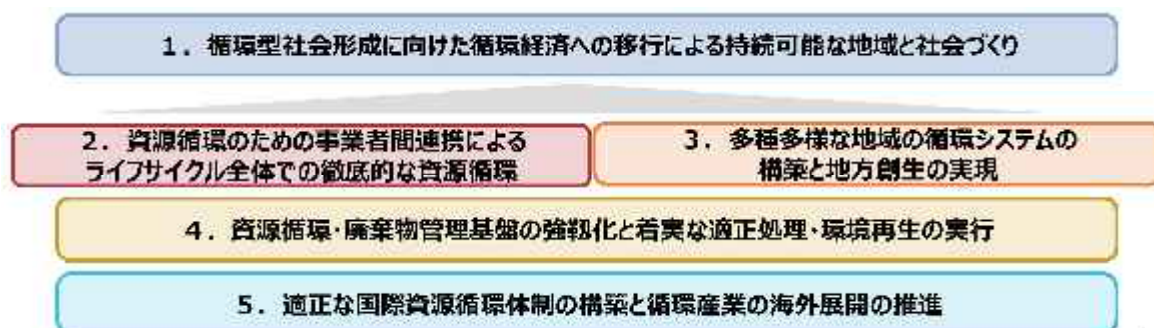 1. 循環型社会形成に向けた循環経済への移行による持続可能な地域と社会づくり
2. 資源循環のための事業者間連携による
ライフサイクル全体での徹底的な資源循環
3. 多種多様な地域の循環システムの
構築と地方創生の実現
4. 資源循環・廃棄物管理基盤の強靱化と着実な適正処理・環境再生の実行
5. 適正な国際資源循環体制の構築と循環産業の海外展開の推進